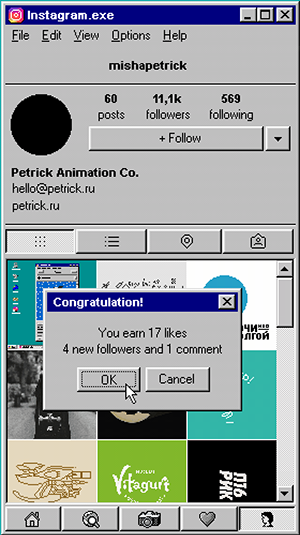 Instagram.exe
File Edit View Options Help
mishapetrick
60 11,1k 569
posts followers following
+ Follow
Petrick Animation Co.
hello@petrick.ru
petrick.ru
Congratulation!
You earn 17 likes
4 new followers and 1 comment
OK Cancel
Vitagurt
ПЭБ
РИК